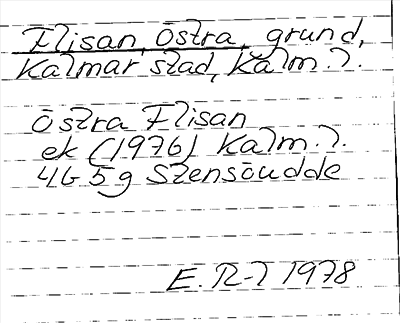 Flisan, Östra, grund,
Kalmar stad, Kalm. l.
Östra Flisan
ek (1976) Kalm. l.
4G 5g Stensöudde
E. R-l 1978